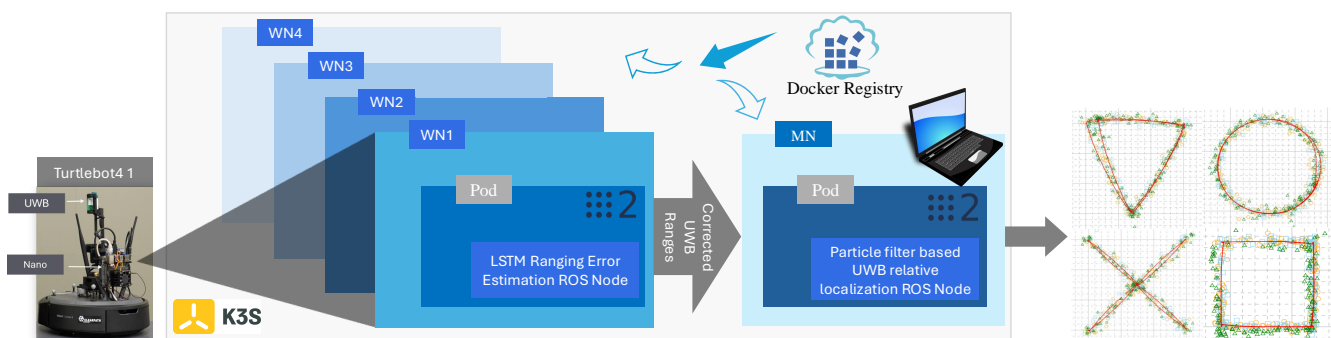 WN4
WN3
WN2
WN1
Docker Registry
MN
Turtlebot4 1
UWB
Nano
Pod
2
LSTM Ranging Error
Estimation ROS Node
Corrected
UWB
Ranges
Pod
2
Particle filter based
UWB relative
localization ROS Node
K3S